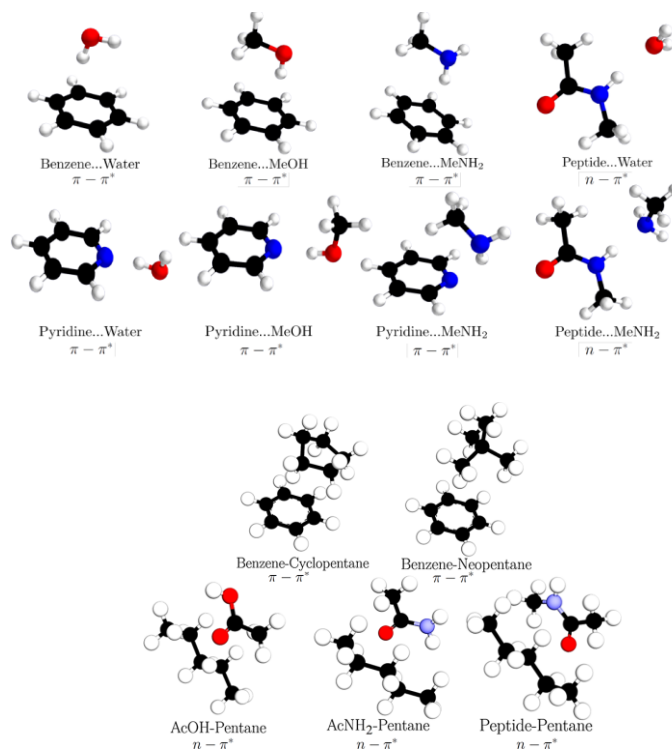 Benzene...Water
π − π*
Benzene...MeOH
π − π*
Benzene...MeNH₂
π − π*
Peptide...Water
n − π*
Pyridine...Water
π − π*
Pyridine...MeOH
π − π*
Pyridine...MeNH₂
π − π*
Peptide...MeNH₂
n − π*
Benzene-Cyclopentane
π − π*
Benzene-Neopentane
π − π*
AcOH-Pentane
n − π*
AcNH₂-Pentane
n − π*
Peptide-Pentane
n − π*